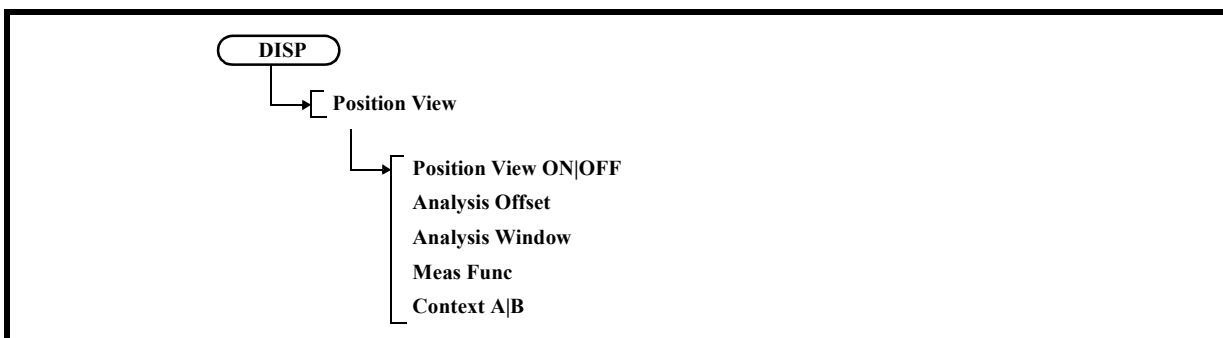 DISP
Position View
Position View ON|OFF
Analysis Offset
Analysis Window
Meas Func
Context A|B